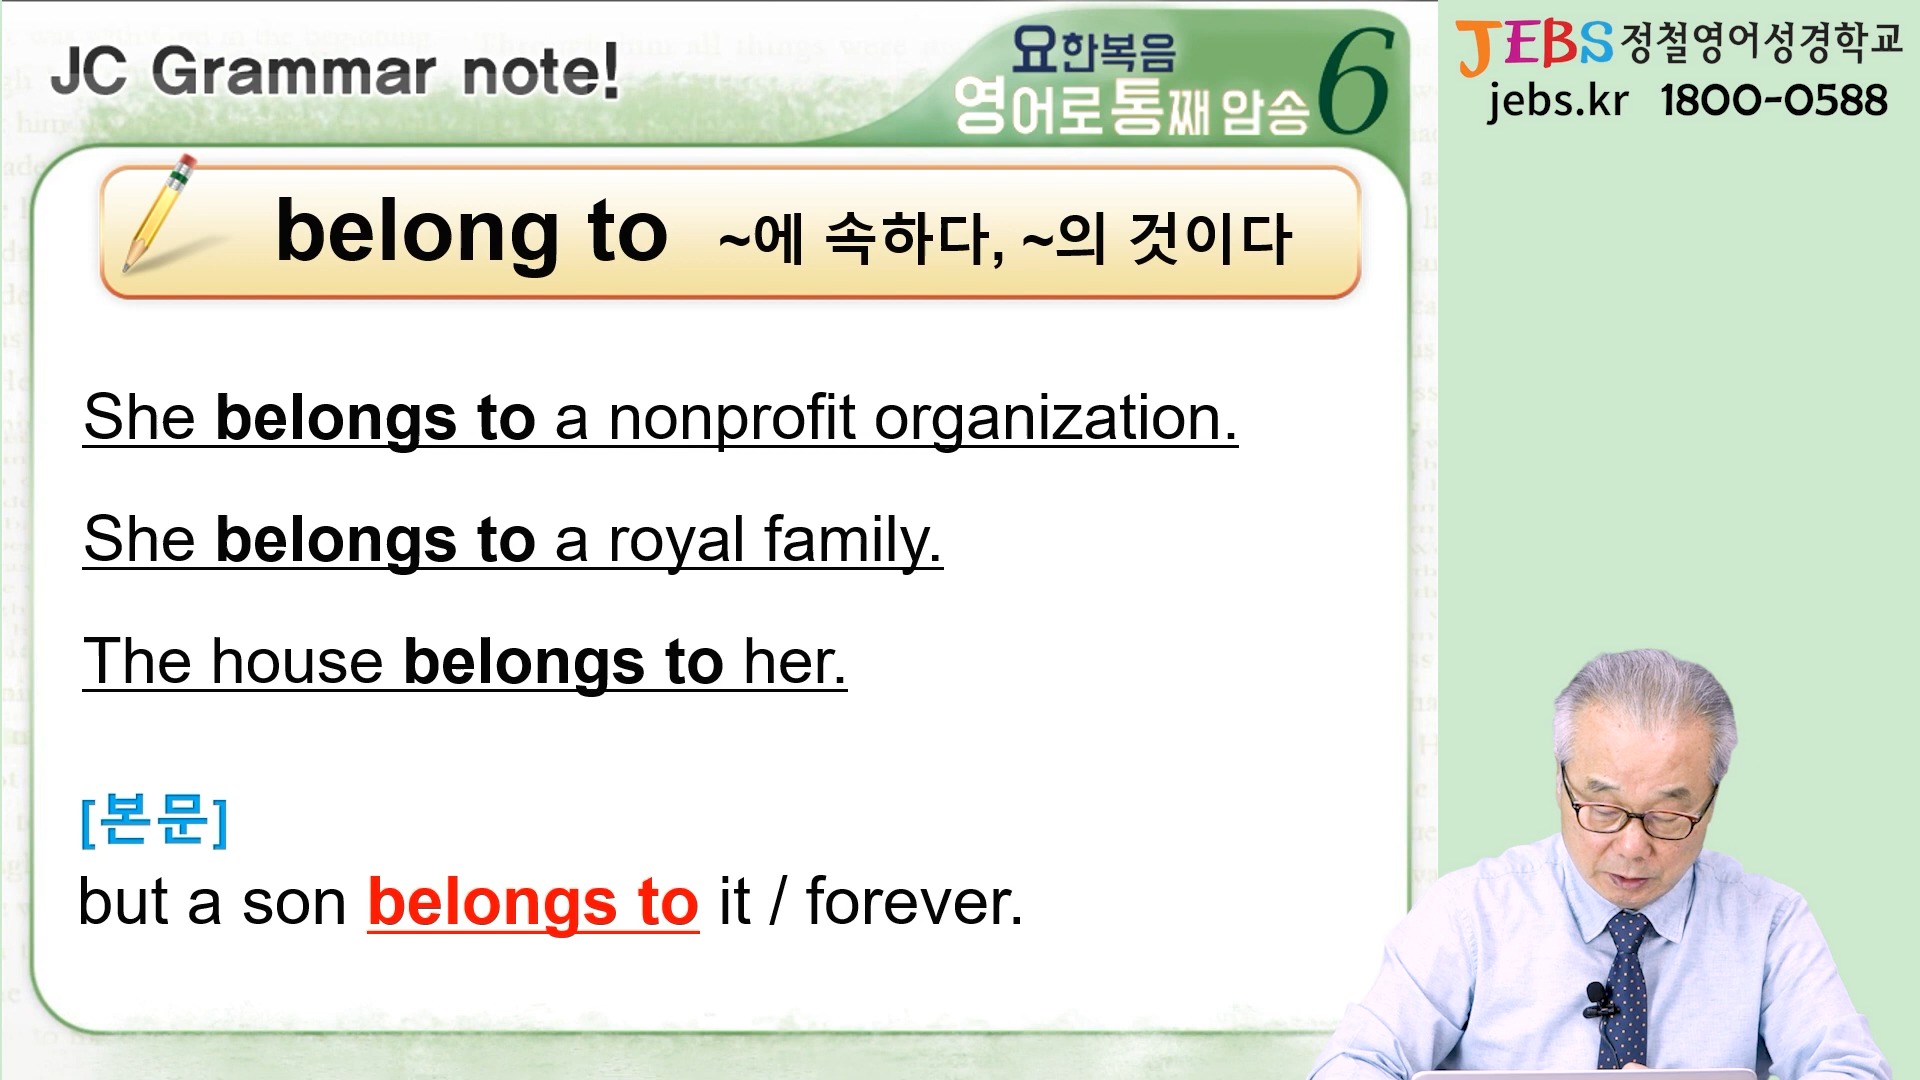 JC Grammar note!
요한복음
영어로통째 암송 6
JEBS 정철영어성경학교
jebs.kr 1800-0588
belong to ~에 속하다, ~의 것이다
She belongs to a nonprofit organization.
She belongs to a royal family.
The house belongs to her.
[본문]
but a son belongs to it / forever.